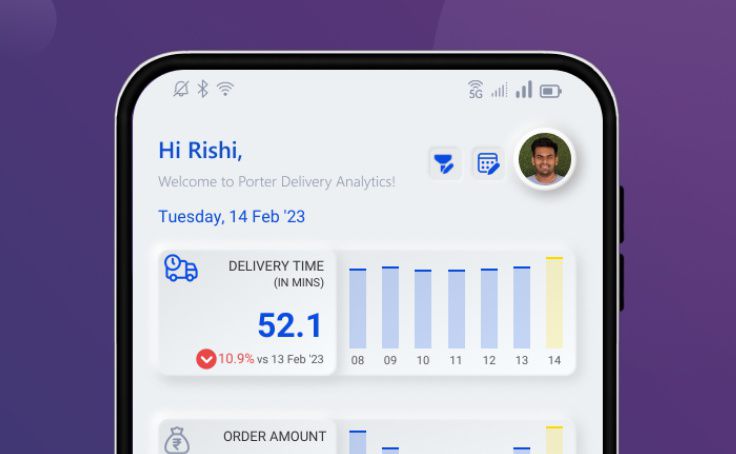 5G
Hi Rishi,
Welcome to Porter Delivery Analytics!
Tuesday, 14 Feb '23
DELIVERY TIME
(IN MINS)
52.1
10.9% vs 13 Feb '23
08 09 10 11 12 13 14
ORDER AMOUNT
₹